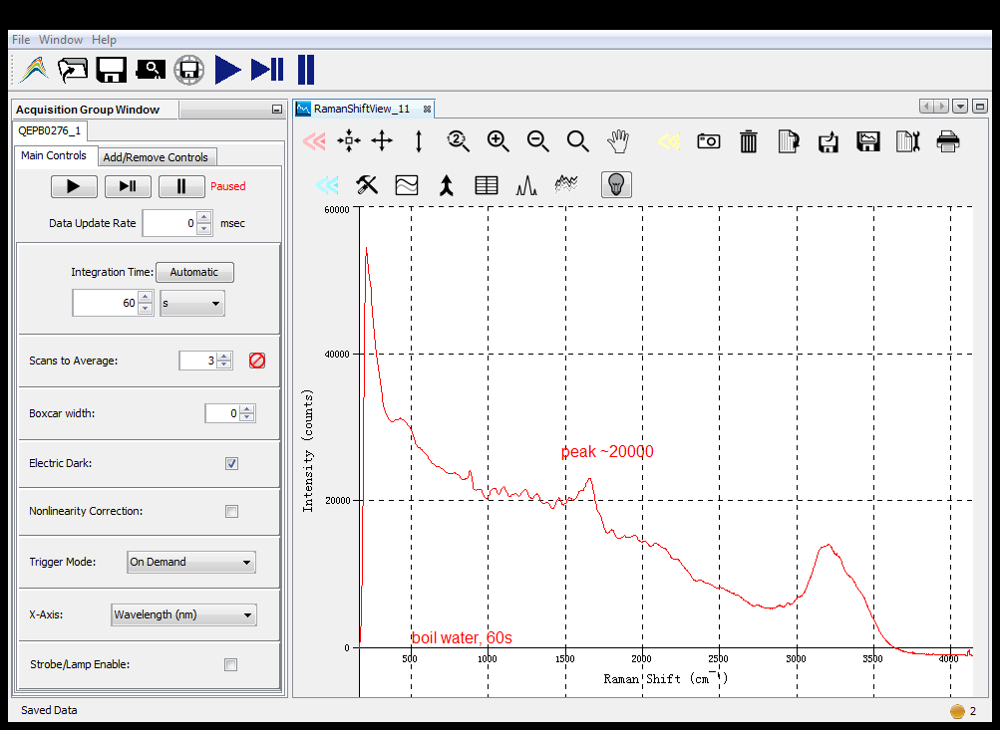 File Window Help
Acquisition Group Window
QEPB0276_1
Main Controls Add/Remove Controls
Paused
Data Update Rate 0 msec
Integration Time: Automatic
60 s
Scans to Average: 3
Boxcar width: 0
Electric Dark:
Nonlinearity Correction:
Trigger Mode: On Demand
X-Axis: Wavelength (nm)
Strobe/Lamp Enable:
Saved Data
RamanShiftView_11
2
60000
40000
20000
0
Intensity (counts)
peak ~20000
boil water, 60s
500 1000 1500 2000 2500 3000 3500 4000
Raman Shift (cm⁻¹)
2